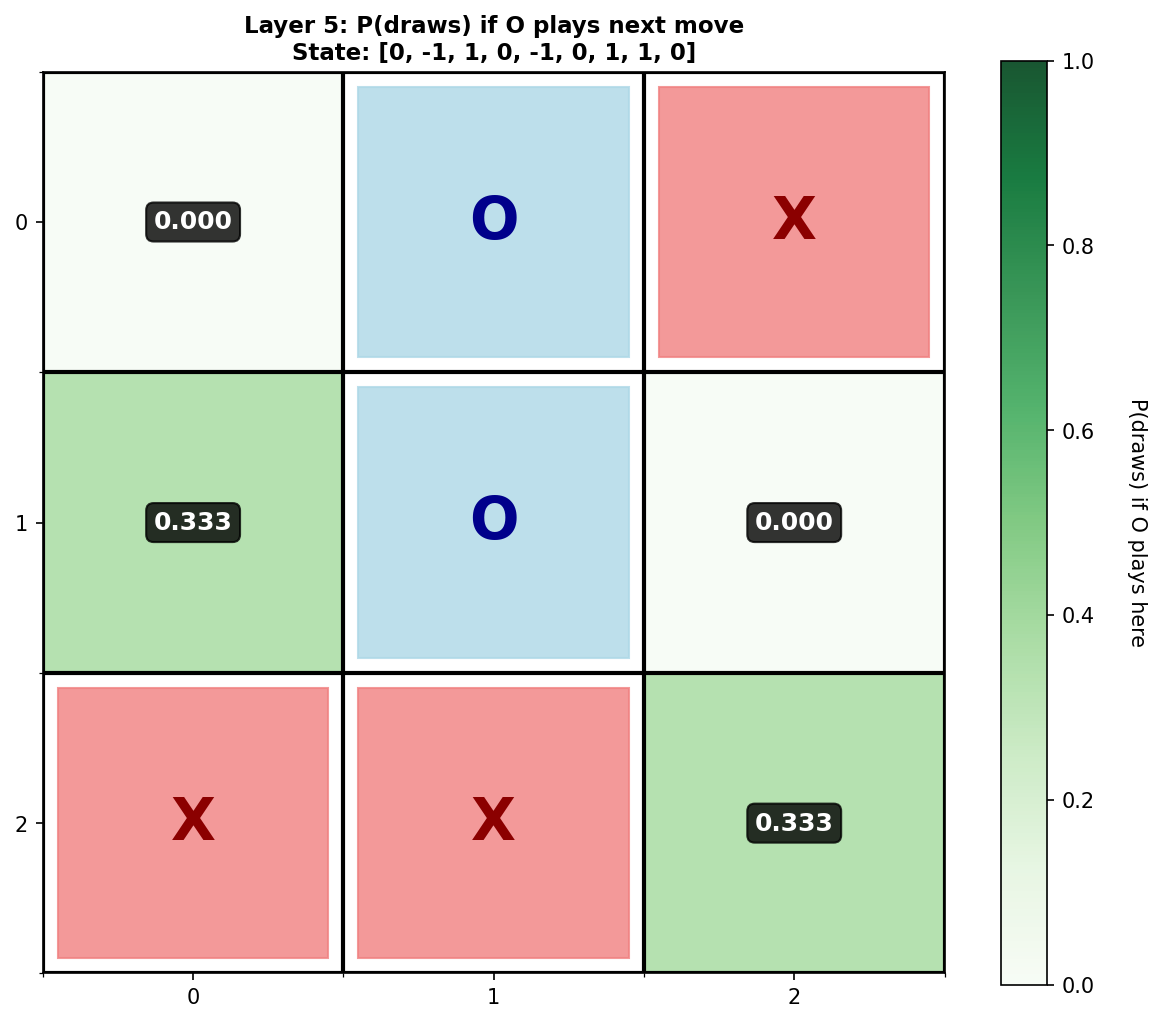 Layer 5: P(draws) if O plays next move
State: [0, -1, 1, 0, -1, 0, 1, 1, 0]
0.000
O
X
0.333
O
0.000
X
X
0.333
0
1
2
0
1
2
1.0
0.8
0.6
0.4
0.2
0.0
P(draws) if O plays here